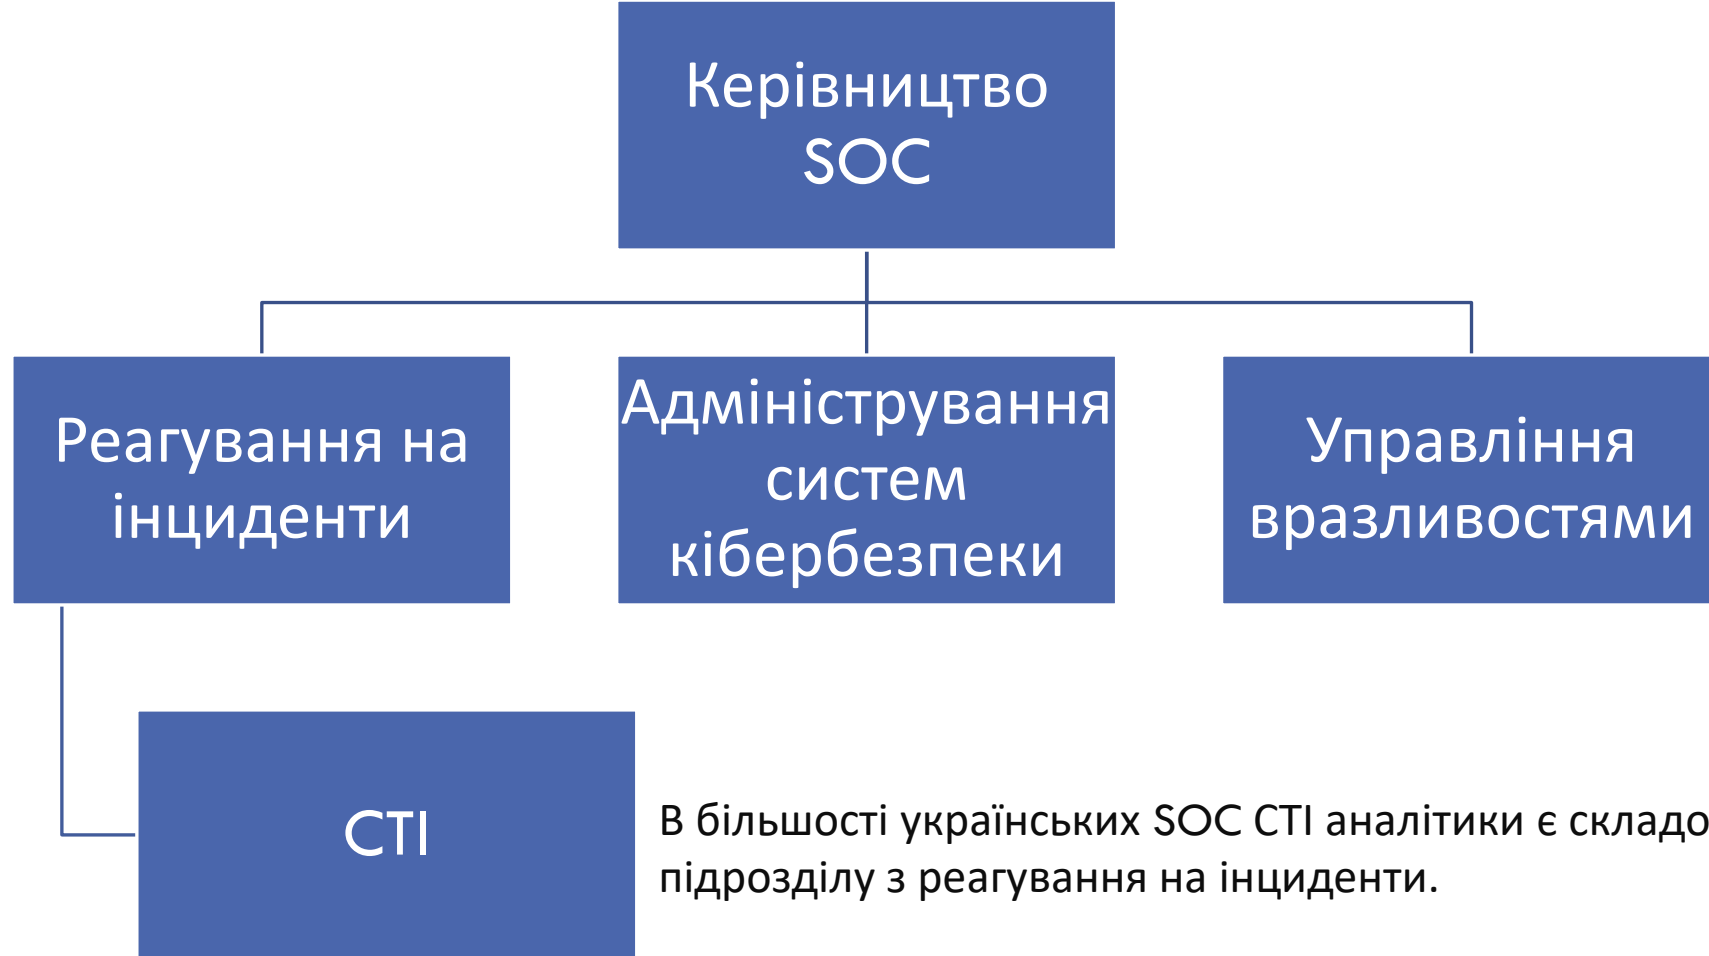 Керівництво
SOC
Реагування на
інциденти
Адміністрування
систем
кібербезпеки
Управління
вразливостями
CTI
В більшості українських SOC CTI аналітики є складо
підрозділу з реагування на інциденти.